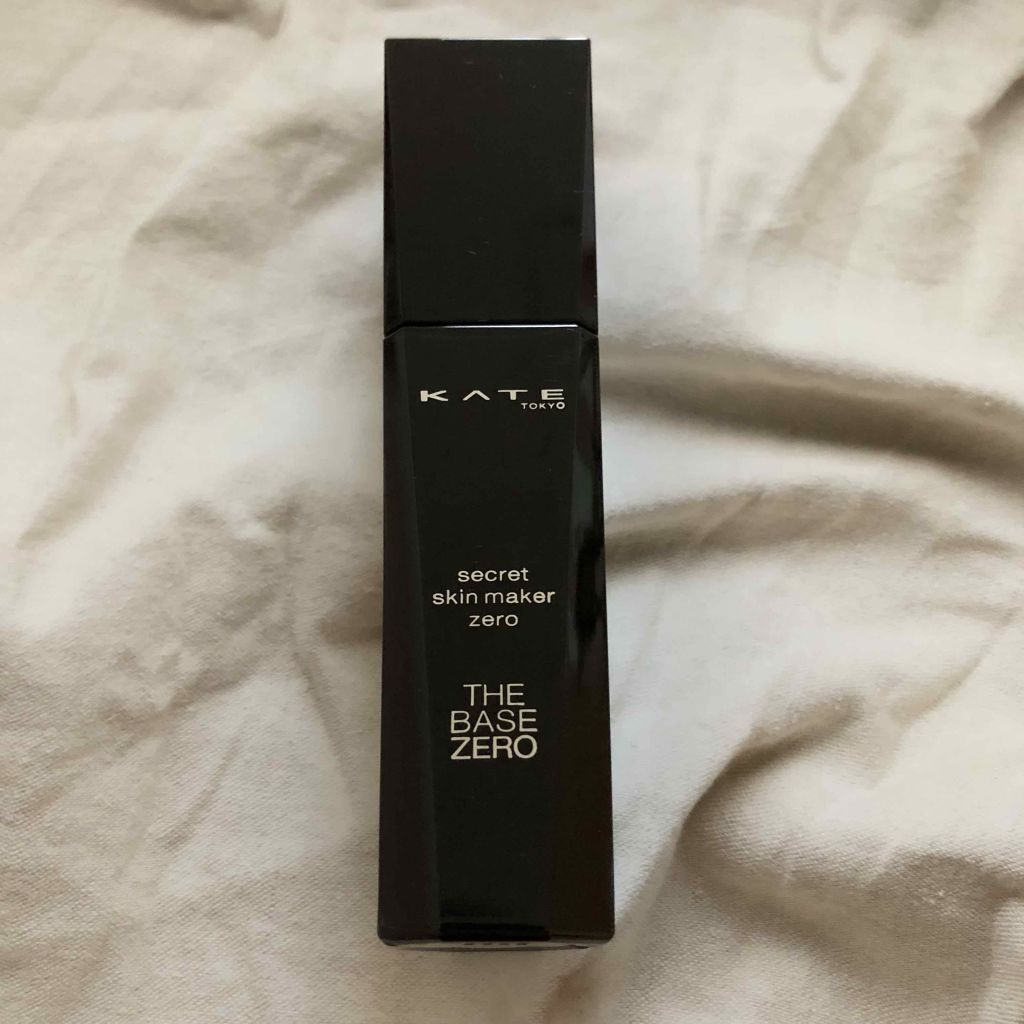 KATE
TOKYO
secret
skin maker
zero
THE
BASE
ZERO